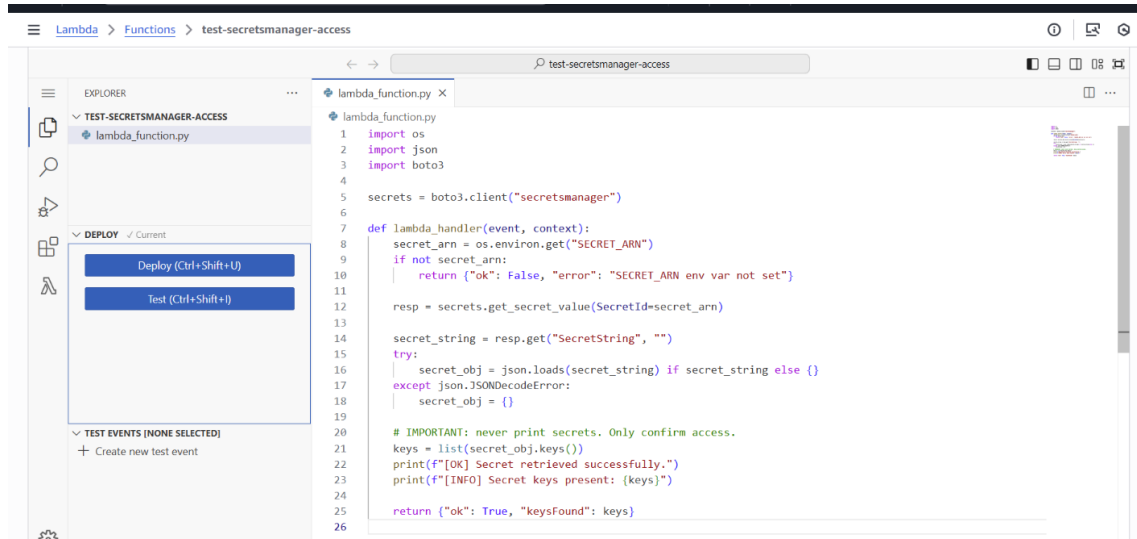 Lambda > Functions > test-secretsmanager-access
test-secretsmanager-access
EXPLORER
TEST-SECRETSMANAGER-ACCESS
lambda_function.py
DEPLOY ✓ Current
Deploy (Ctrl+Shift+U)
Test (Ctrl+Shift+I)
TEST EVENTS [NONE SELECTED]
+ Create new test event
lambda_function.py ×
lambda_function.py
1 import os
2 import json
3 import boto3
4
5 secrets = boto3.client("secretsmanager")
6
7 def lambda_handler(event, context):
8     secret_arn = os.environ.get("SECRET_ARN")
9     if not secret_arn:
10         return {"ok": False, "error": "SECRET_ARN env var not set"}
11
12     resp = secrets.get_secret_value(SecretId=secret_arn)
13
14     secret_string = resp.get("SecretString", "")
15     try:
16         secret_obj = json.loads(secret_string) if secret_string else {}
17     except json.JSONDecodeError:
18         secret_obj = {}
19
20     # IMPORTANT: never print secrets. Only confirm access.
21     keys = list(secret_obj.keys())
22     print(f"[OK] Secret retrieved successfully.")
23     print(f"[INFO] Secret keys present: {keys}")
24
25     return {"ok": True, "keysFound": keys}
26